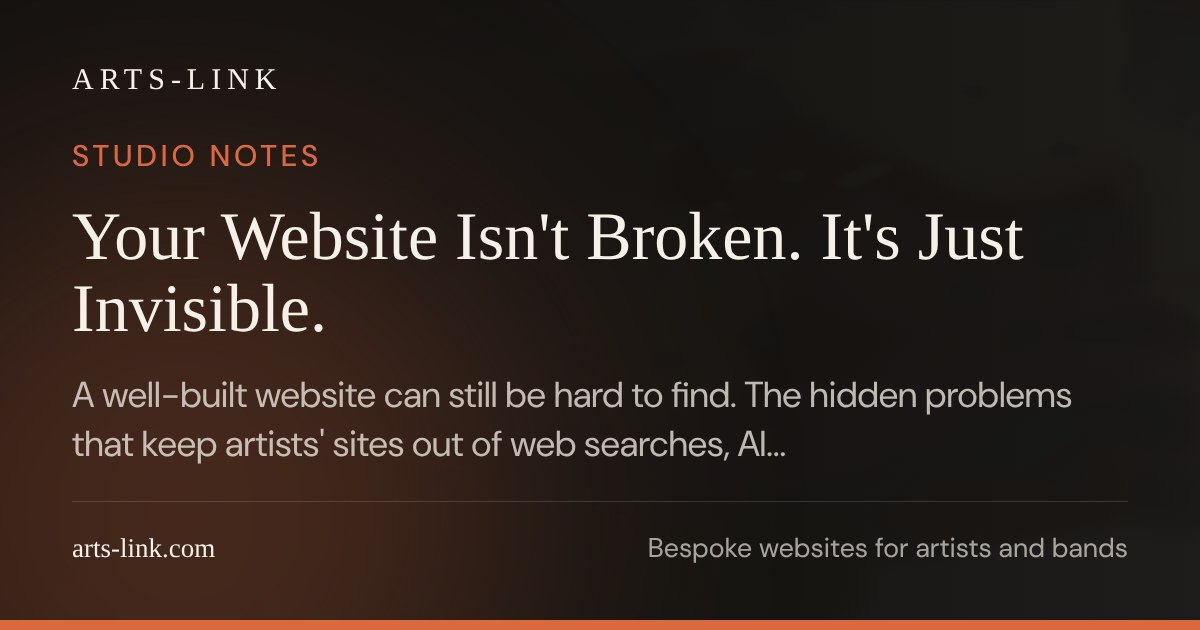 ARTS-LINK
STUDIO NOTES
Your Website Isn't Broken. It's Just
Invisible.
A well-built website can still be hard to find. The hidden problems
that keep artists' sites out of web searches, AI...
arts-link.com
Bespoke websites for artists and bands